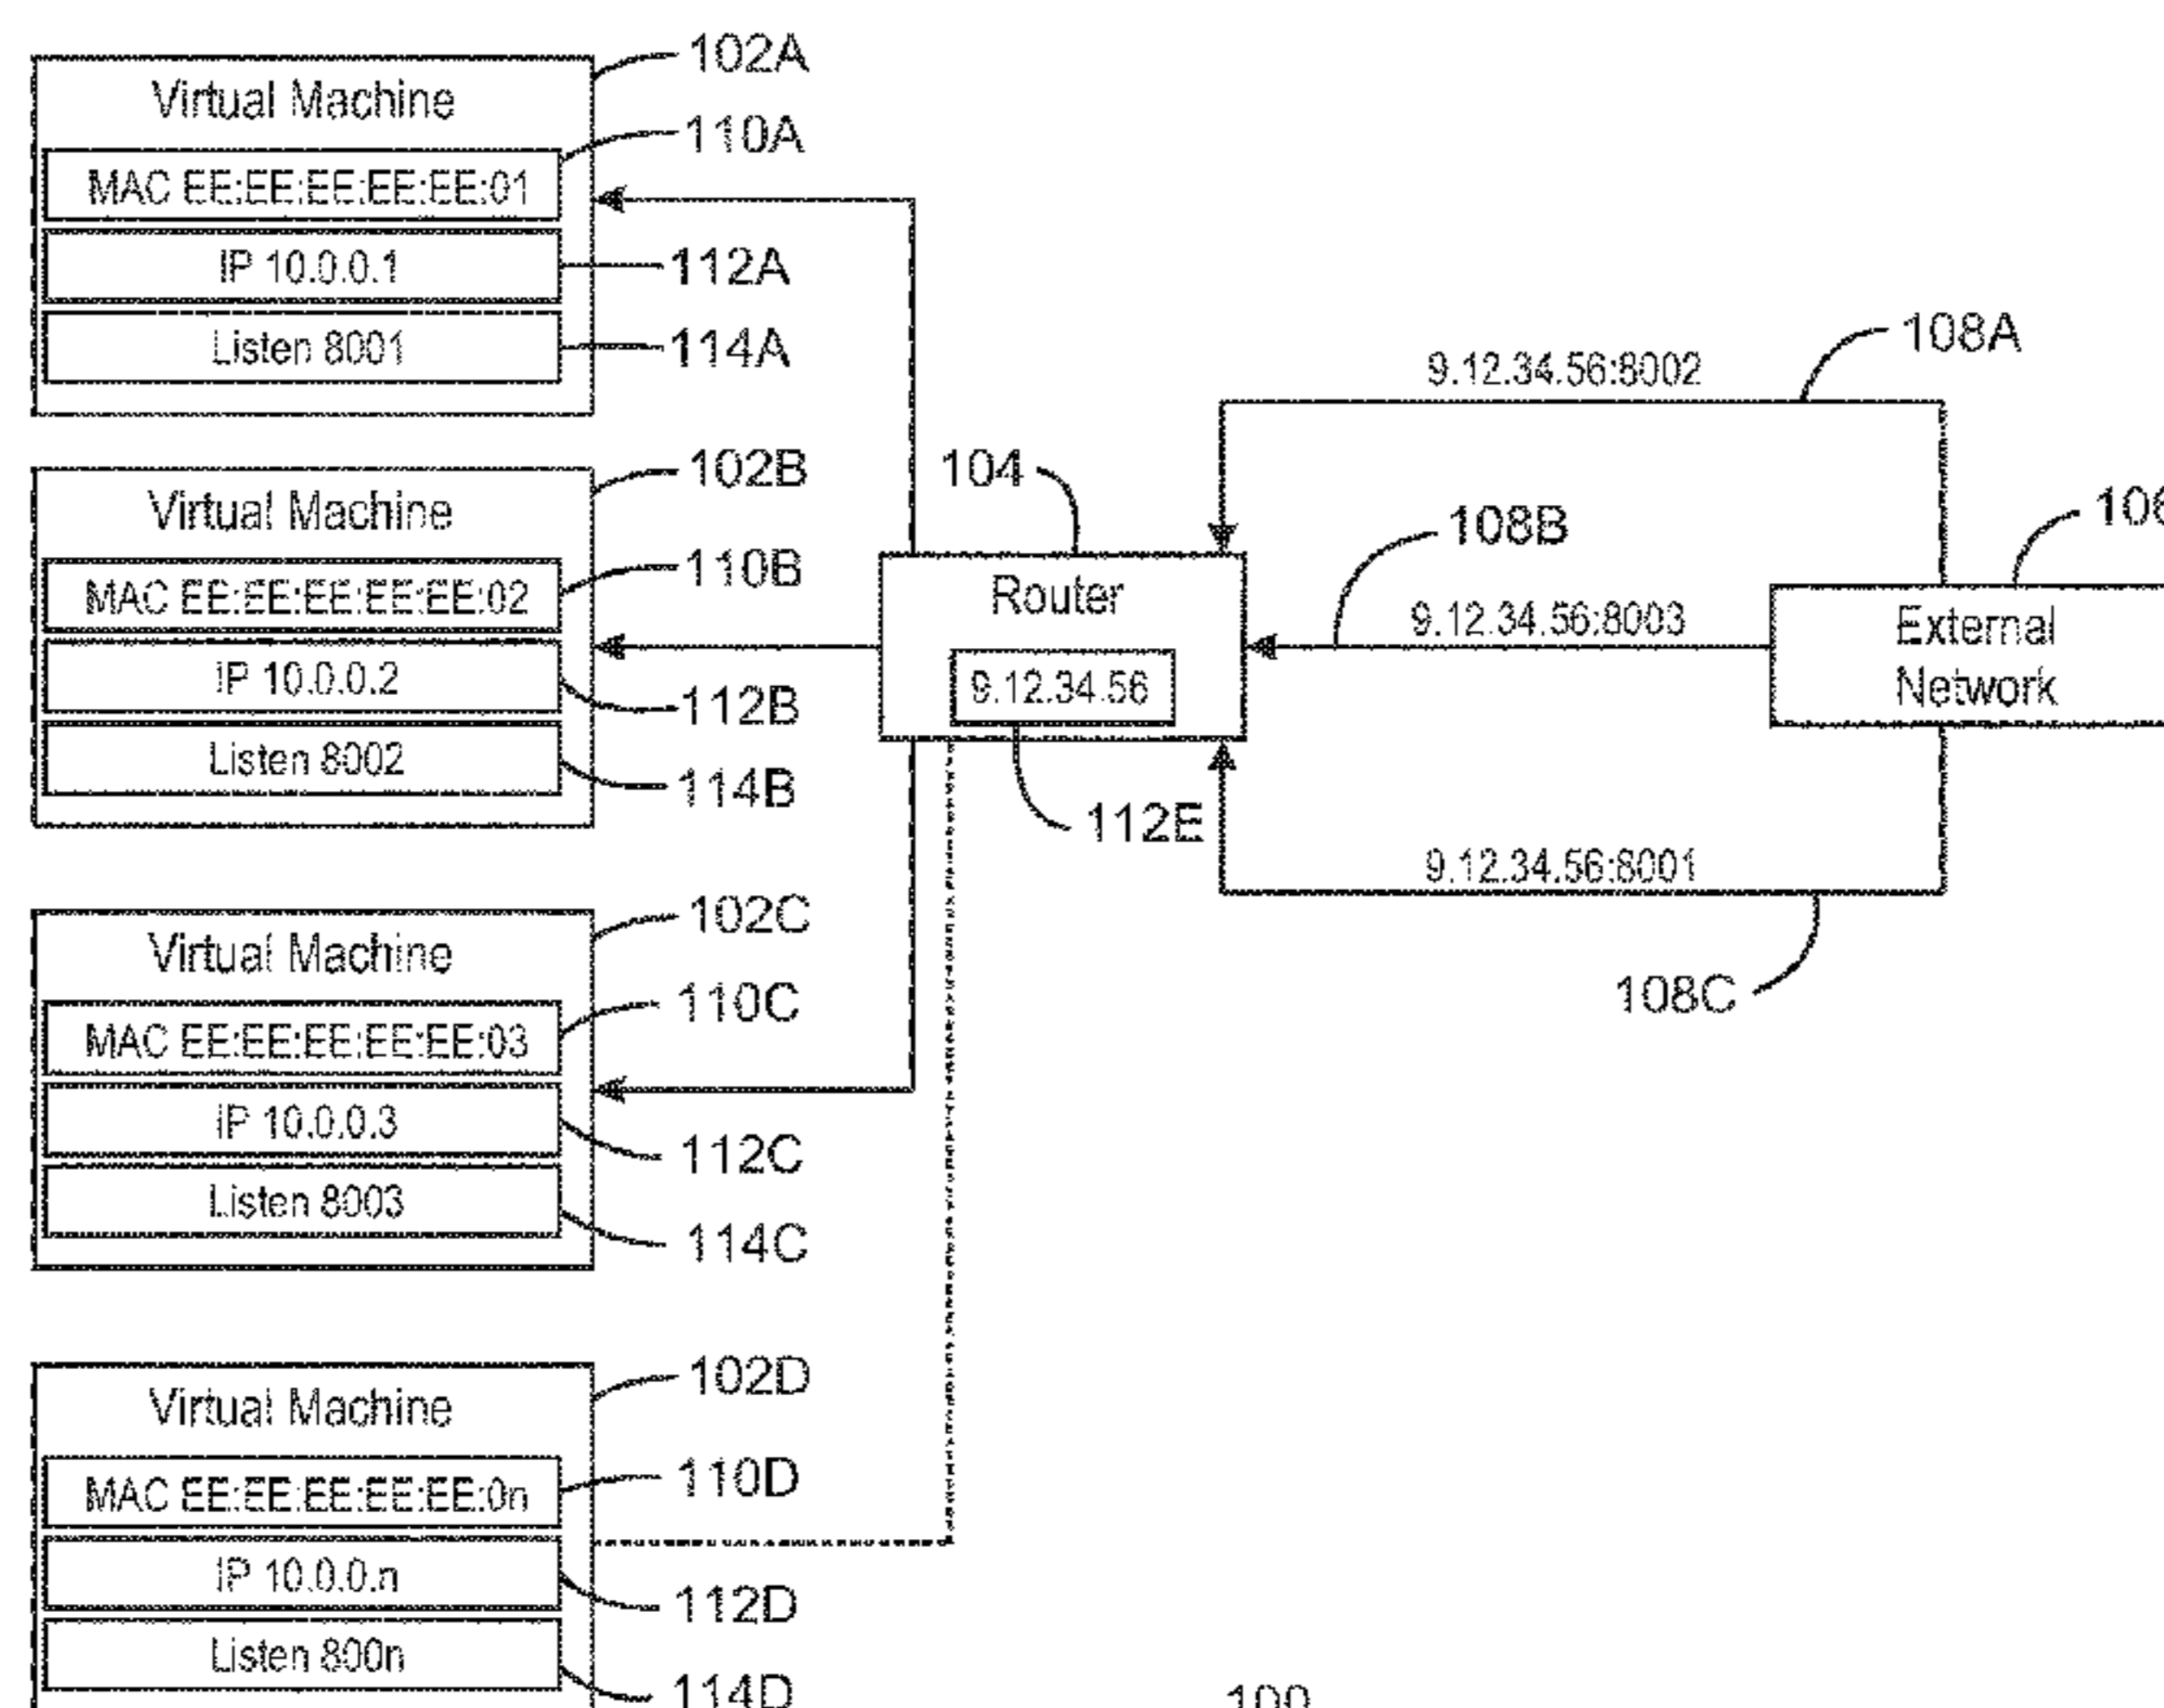 102A
Virtual Machine
110A
MAC EE:EE:EE:EE:EE:01
IP 10.0.0.1
112A
Listen 8001
114A
102B
Virtual Machine
110B
MAC EE:EE:EE:EE:EE:02
IP 10.0.0.2
112B
Listen 8002
114B
102C
Virtual Machine
110C
MAC EE:EE:EE:EE:EE:03
IP 10.0.0.3
112C
Listen 8003
114C
102D
Virtual Machine
110D
MAC EE:EE:EE:EE:EE:0n
IP 10.0.0.n
112D
Listen 800n
114D
104
Router
9.12.34.56
112E
108A
9.12.34.56:8002
108B
9.12.34.56:8003
9.12.34.56:8001
108C
106
External
Network
100